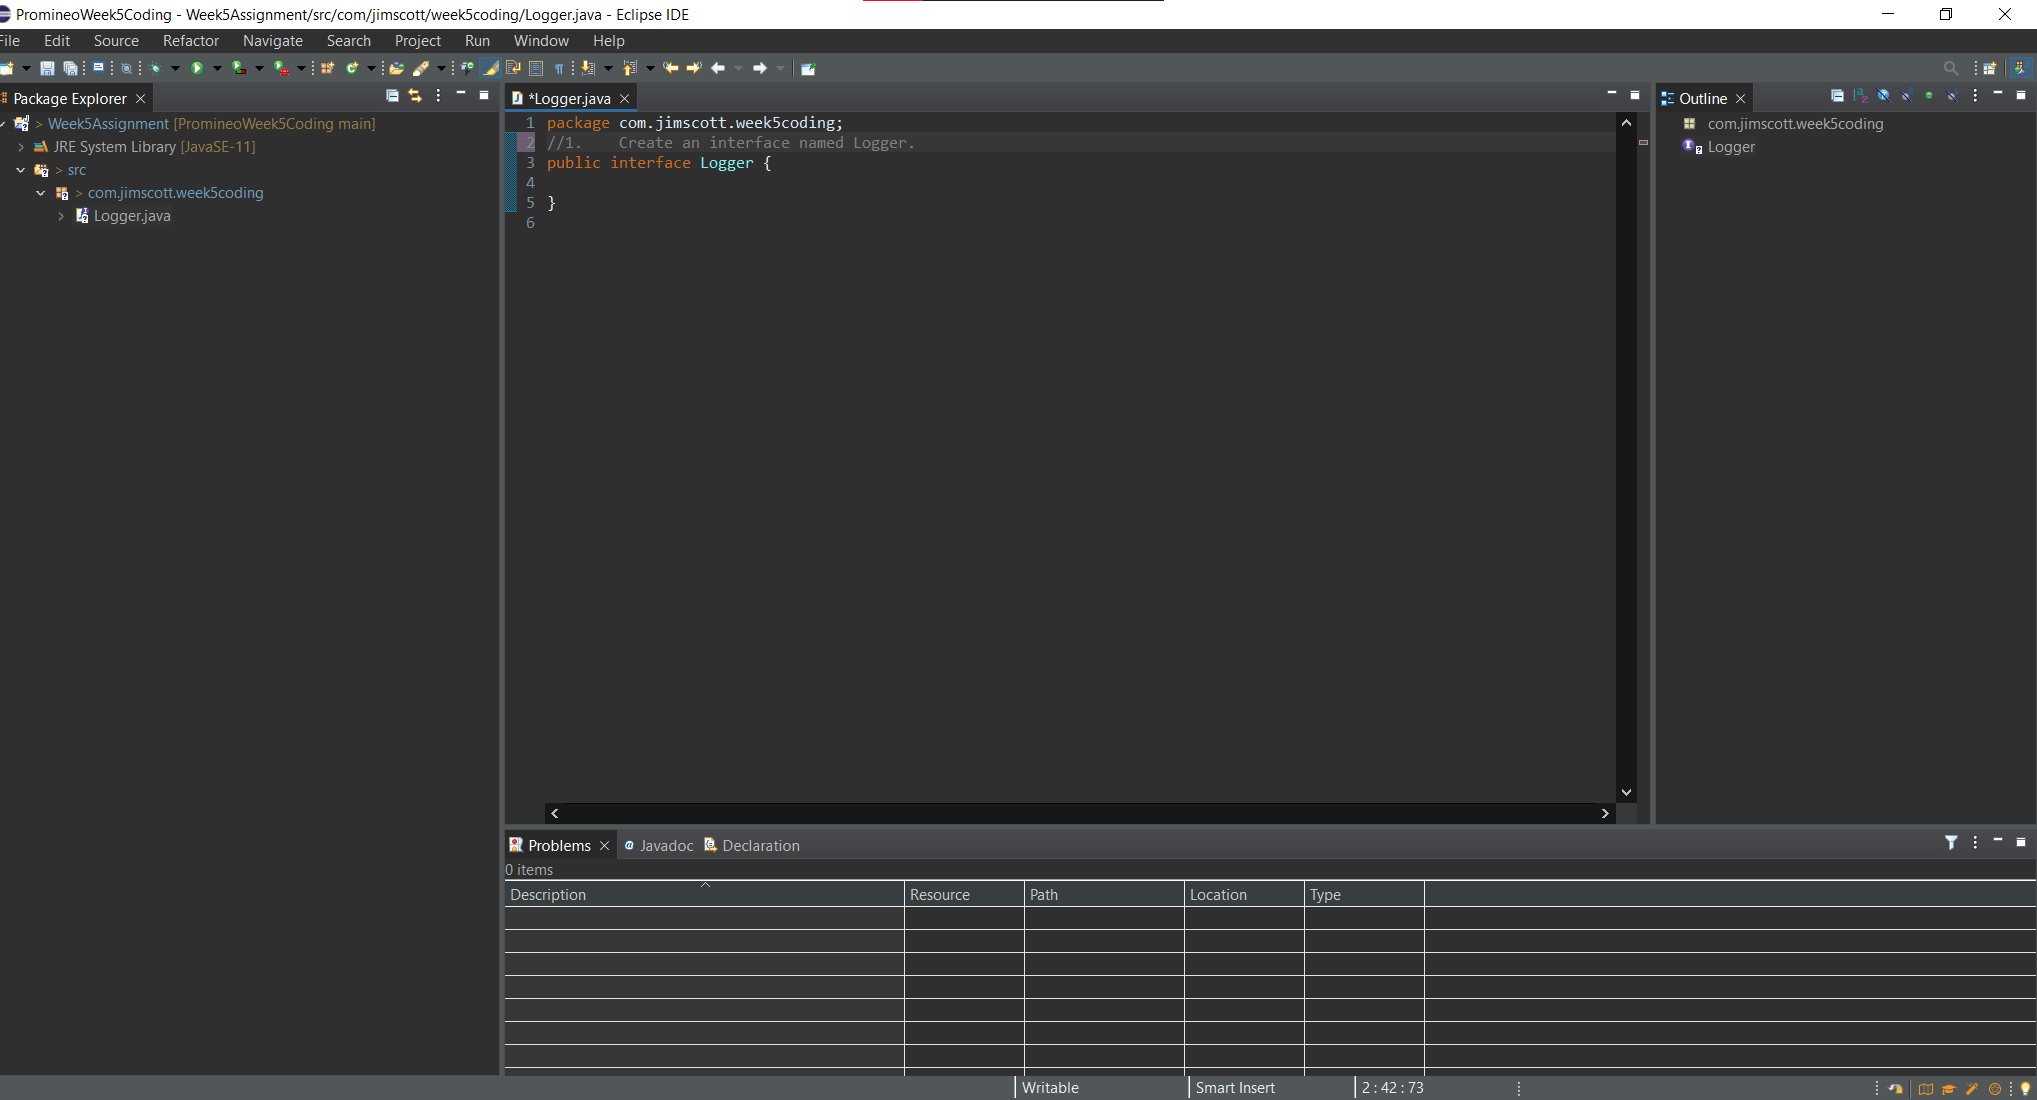 PromineoWeek5Coding - Week5Assignment/src/com/jimscott/week5coding/Logger.java - Eclipse IDE
File Edit Source Refactor Navigate Search Project Run Window Help
Package Explorer
> Week5Assignment [PromineoWeek5Coding main]
JRE System Library [JavaSE-11]
> src
> com.jimscott.week5coding
Logger.java
*Logger.java
1 package com.jimscott.week5coding;
2 //1.    Create an interface named Logger.
3 public interface Logger {
4
5 }
6
Outline
com.jimscott.week5coding
Logger
Problems Javadoc Declaration
0 items
Description Resource Path Location Type
Writable Smart Insert 2 : 42 : 73